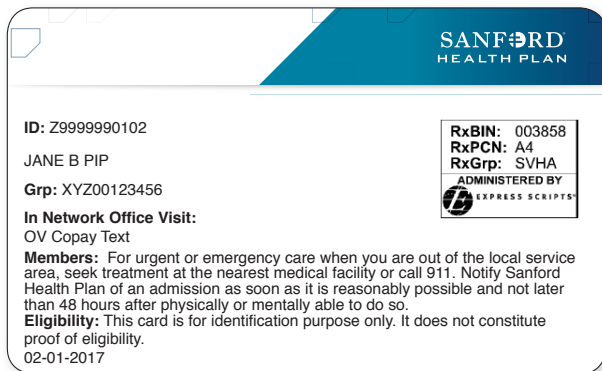 SANFORD
HEALTH PLAN
ID: Z9999990102
JANE B PIP
Grp: XYZ00123456
RxBIN: 003858
RxPCN: A4
RxGrp: SVHA
ADMINISTERED BY
EXPRESS SCRIPTS®
In Network Office Visit:
OV Copay Text
Members: For urgent or emergency care when you are out of the local service
area, seek treatment at the nearest medical facility or call 911. Notify Sanford
Health Plan of an admission as soon as it is reasonably possible and not later
than 48 hours after physically or mentally able to do so.
Eligibility: This card is for identification purpose only. It does not constitute
proof of eligibility.
02-01-2017